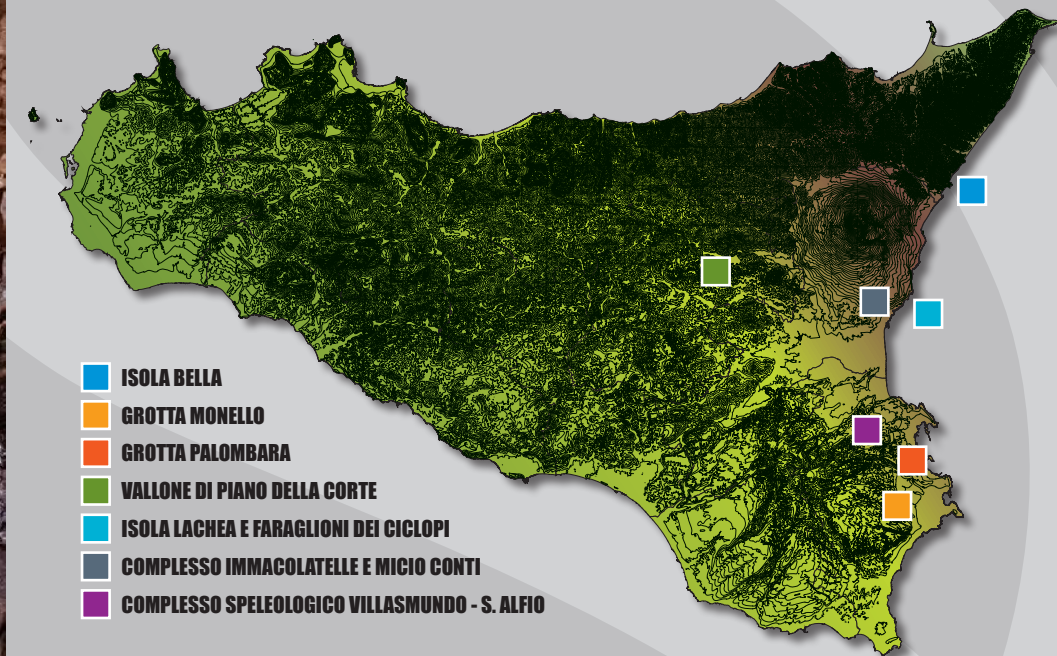 ISOLA BELLA
GROTTA MONELLO
GROTTA PALOMBARA
VALLONE DI PIANO DELLA CORTE
ISOLA LACHEA E FARAGLIONI DEI CICLOPI
COMPLESSO IMMACOLATELLE E MICIO CONTI
COMPLESSO SPELEOLOGICO VILLASMUNDO - S. ALFIO